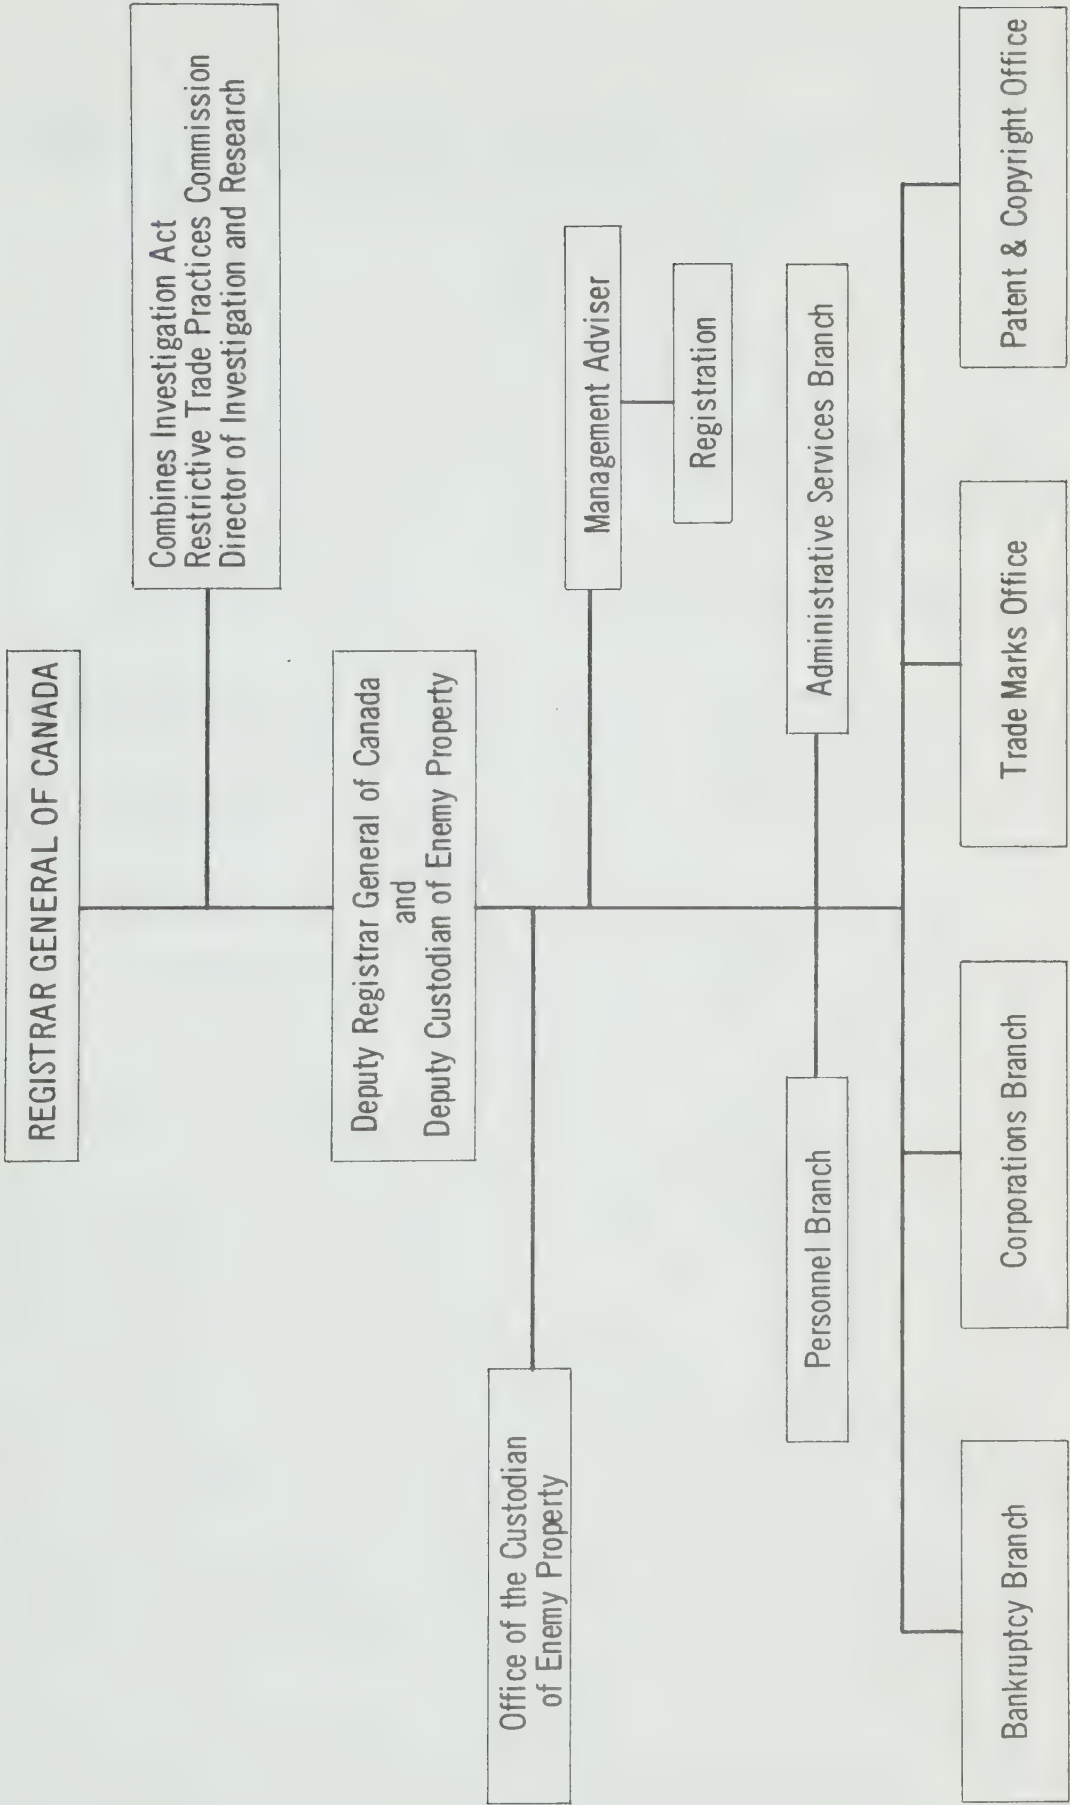 REGISTRAR GENERAL OF CANADA
Combines Investigation Act
Restrictive Trade Practices Commission
Director of Investigation and Research
Deputy Registrar General of Canada
and
Deputy Custodian of Enemy Property
Office of the Custodian
of Enemy Property
Management Adviser
Registration
Personnel Branch
Administrative Services Branch
Bankruptcy Branch
Corporations Branch
Trade Marks Office
Patent & Copyright Office